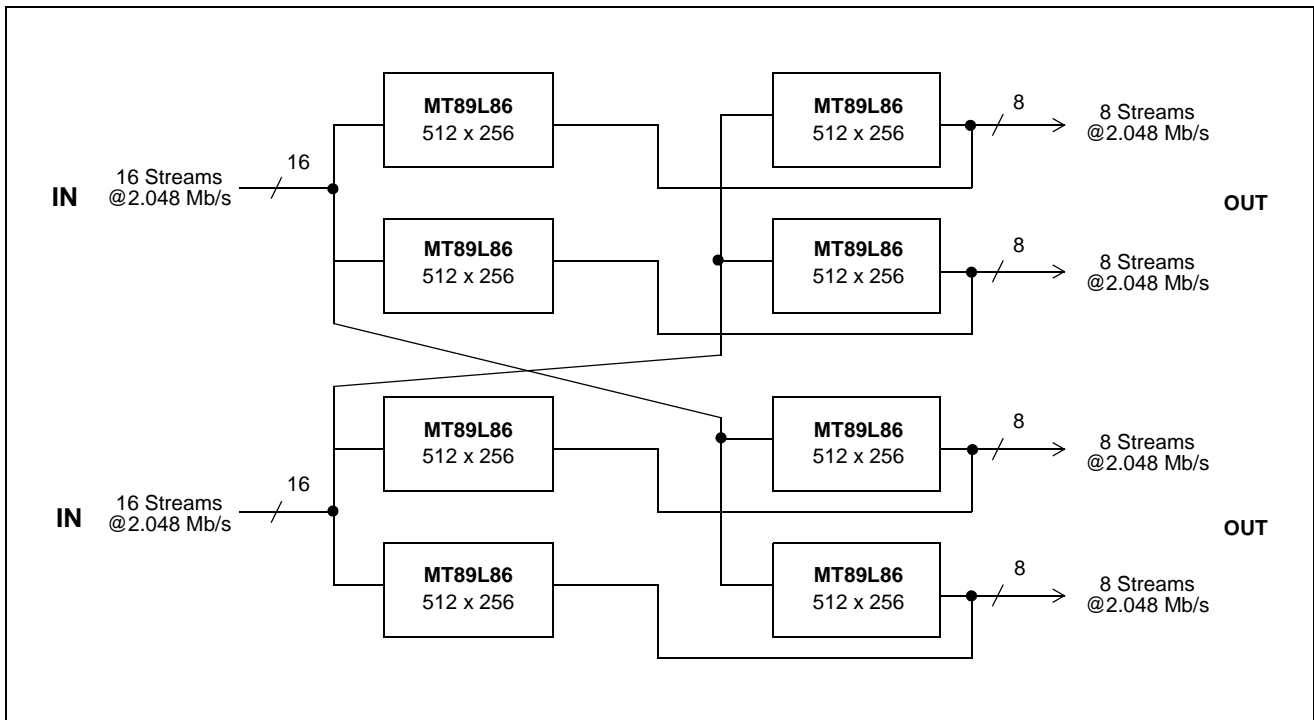 MT89L86
512 x 256
MT89L86
512 x 256
8
8 Streams
@2.048 Mb/s
IN
16 Streams
@2.048 Mb/s
16
OUT
MT89L86
512 x 256
MT89L86
512 x 256
8
8 Streams
@2.048 Mb/s
MT89L86
512 x 256
MT89L86
512 x 256
8
8 Streams
@2.048 Mb/s
IN
16 Streams
@2.048 Mb/s
16
OUT
MT89L86
512 x 256
MT89L86
512 x 256
8
8 Streams
@2.048 Mb/s